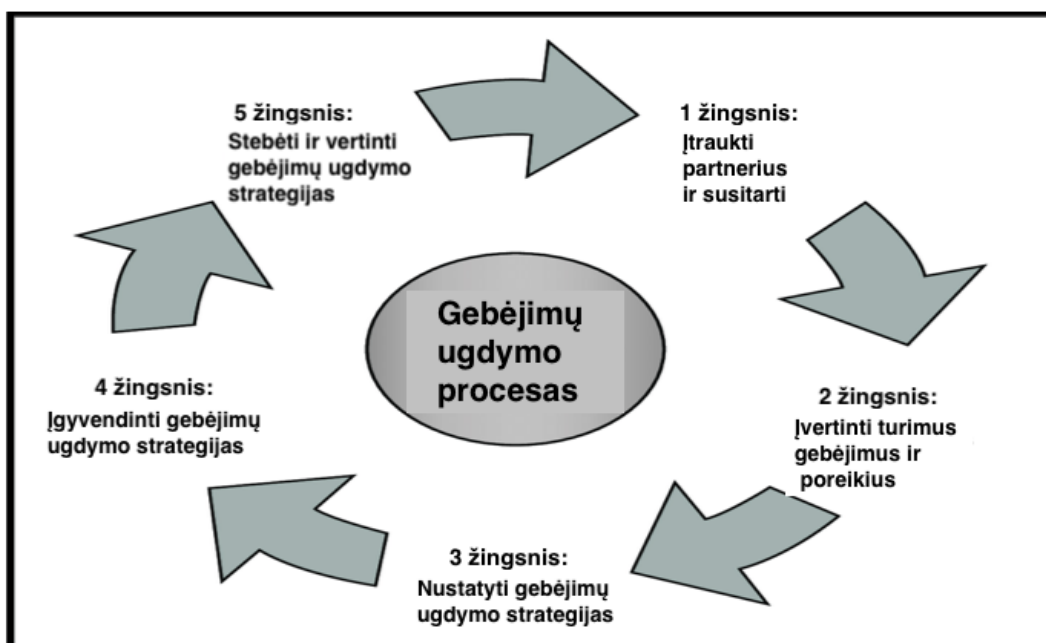 5 žingsnis:
Stebėti ir vertinti
gebėjimų ugdymo
strategijas
1 žingsnis:
Įtraukti
partnerius
ir susitarti
Gebėjimų
ugdymo
procesas
4 žingsnis:
Įgyvendinti gebėjimų
ugdymo strategijas
2 žingsnis:
Įvertinti turimus
gebėjimus ir
poreikius
3 žingsnis:
Nustatyti gebėjimų
ugdymo strategijas